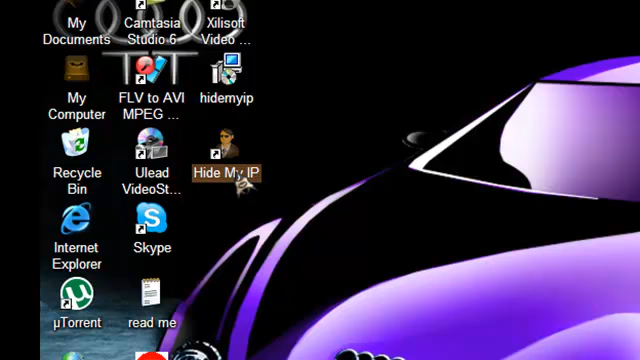 My
Documents
Camtasia
Studio 6
Xilisoft
Video ...
TT
My
Computer
FLV to AVI
MPEG ...
hidemyip
Recycle
Bin
Ulead
VideoSt...
Hide My IP
Internet
Explorer
Skype
µTorrent
read me